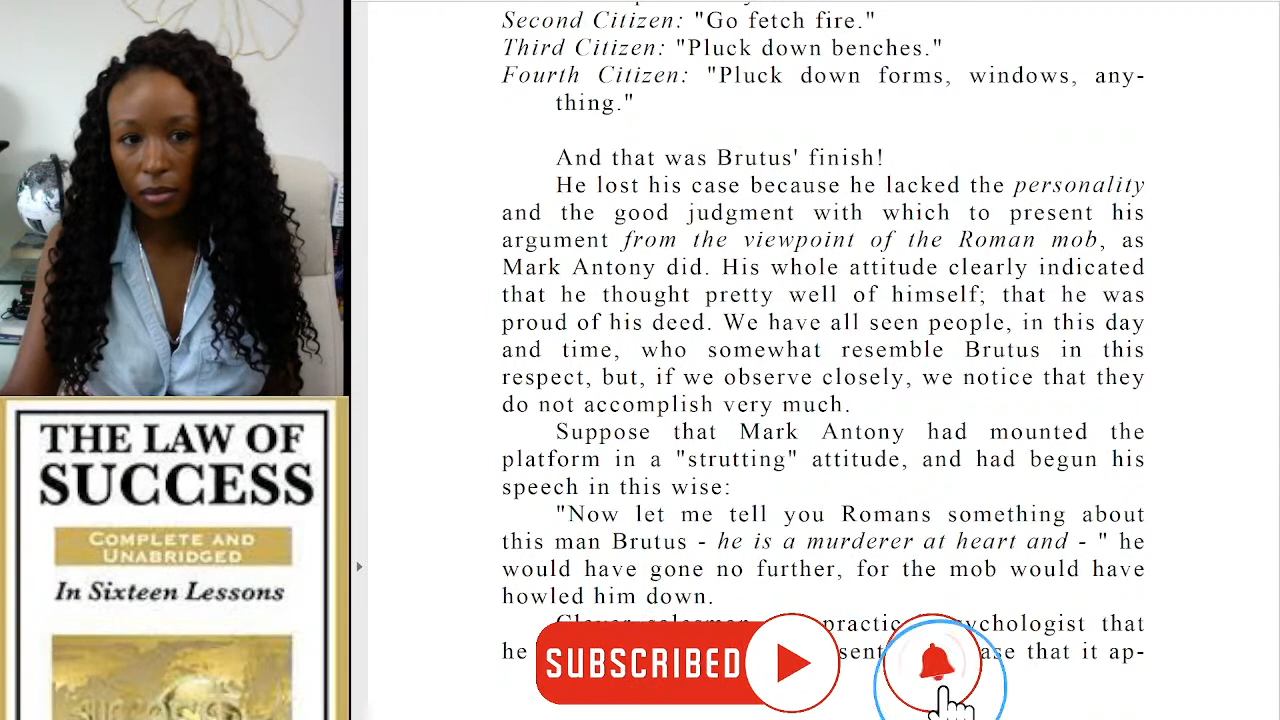 Second Citizen: "Go fetch fire."
Third Citizen: "Pluck down benches."
Fourth Citizen: "Pluck down forms, windows, any-
thing."
And that was Brutus' finish!
He lost his case because he lacked the personality
and the good judgment with which to present his
argument from the viewpoint of the Roman mob, as
Mark Antony did. His whole attitude clearly indicated
that he thought pretty well of himself; that he was
proud of his deed. We have all seen people, in this day
and time, who somewhat resemble Brutus in this
respect, but, if we observe closely, we notice that they
do not accomplish very much.
Suppose that Mark Antony had mounted the
platform in a "strutting" attitude, and had begun his
speech in this wise:
"Now let me tell you Romans something about
this man Brutus - he is a murderer at heart and - " he
would have gone no further, for the mob would have
howled him down.
Clever salesman practic ychologist that
he sent ase that it ap-
SUBSCRIBED
THE LAW OF
SUCCESS
COMPLETE AND
UNABRIDGED
In Sixteen Lessons